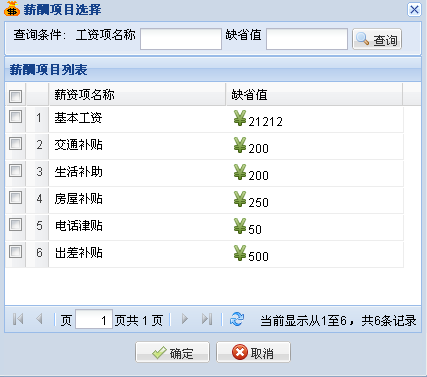 薪酬项目选择
查询条件: 工资项名称 缺省值 查询
薪酬项目列表
薪资项名称 缺省值
1 基本工资 ¥21212
2 交通补贴 ¥200
3 生活补助 ¥200
4 房屋补贴 ¥250
5 电话津贴 ¥50
6 出差补贴 ¥500
页 1 页共 1 页 当前显示从1至6，共6条记录
确定 取消